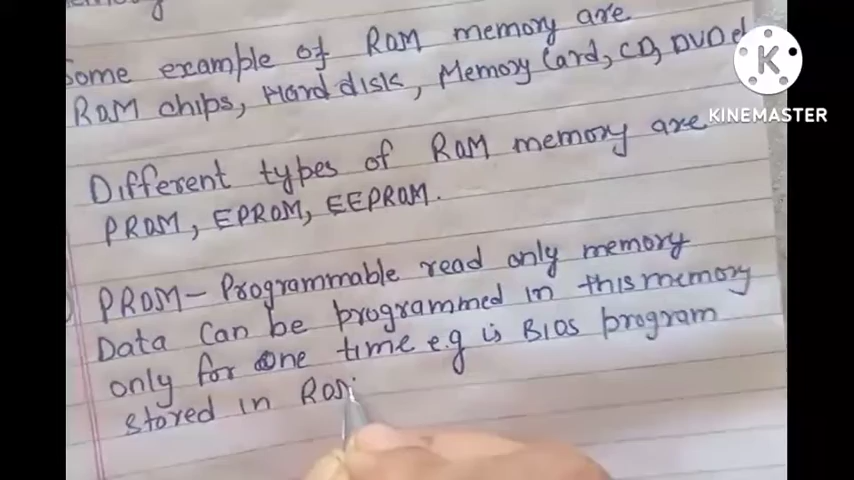 Some example of ROM memory are
ROM chips, Hard disk, Memory Card, CD, DVD
Different types of ROM memory are
PROM, EPROM, EEPROM.
PROM - Programmable read only memory
Data can be programmed in this memory
only for one time e.g is BIOS program
stored in ROM
K
KINEMASTER